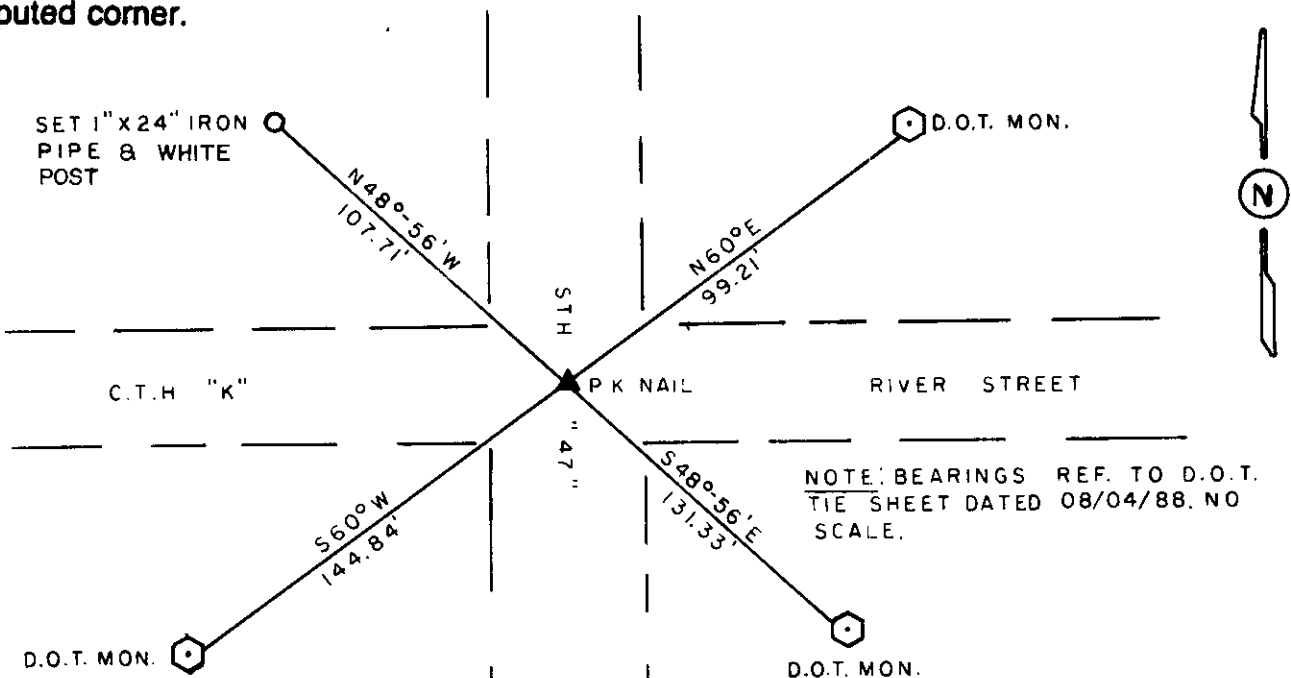 puted corner.
SET 1" X 24" IRON
PIPE & WHITE
POST
D.O.T. MON.
N
N48°-56'W
107.71'
N60°E
99.21'
STH
C.T.H "K"
P K NAIL
RIVER STREET
"47"
S60°W
144.84'
S48°-56'E
131.33'
NOTE: BEARINGS REF. TO D.O.T.
TIE SHEET DATED 08/04/88. NO
SCALE.
D.O.T. MON.
D.O.T. MON.